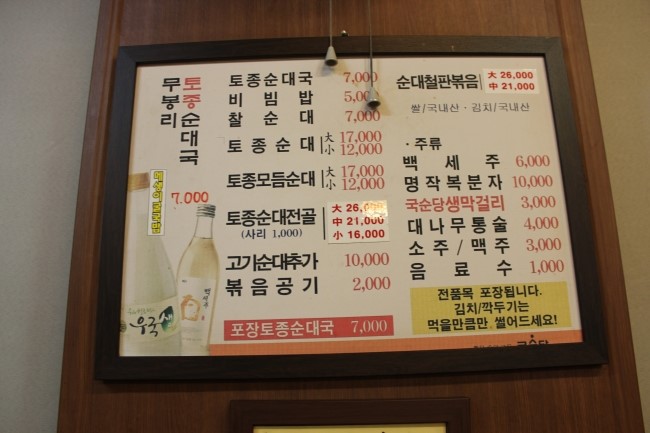 무봉리
토종순대국
7.000
우국생
토종순대국 7,000
비빔밥 5,000
찰순대 7,000
토종순대 大 17,000
小 12,000
토종모듬순대 大 17,000
小 12,000
토종순대전골 大 26,000
(사리 1,000) 中 21,000
小 16,000
고기순대추가 10,000
볶음공기 2,000
포장토종순대국 7,000
순대철판볶음 大 26,000
中 21,000
쌀/국내산 · 김치/국내산
· 주류
백세주 6,000
명작복분자 10,000
국순당생막걸리 3,000
대나무통술 4,000
소주/맥주 3,000
음료수 1,000
전품목 포장됩니다.
김치/깍두기는
먹을만큼만 썰어드세요!